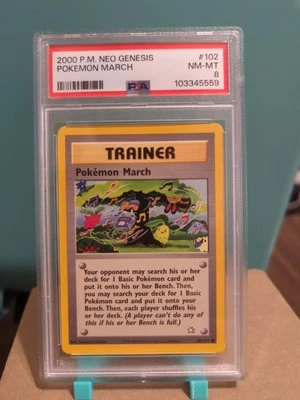 2000 P.M. NEO GENESIS #102
POKEMON MARCH NM-MT
8
PSA 103345559
TRAINER
Pokémon March
Your opponent may search his or her
deck for 1 Basic Pokémon card and
put it onto his or her Bench. Then,
you may search your deck for 1 Basic
Pokémon card and put it onto your
Bench. Then, each player shuffles his
or her deck. (A player can't do any of
this if his or her Bench is full.)